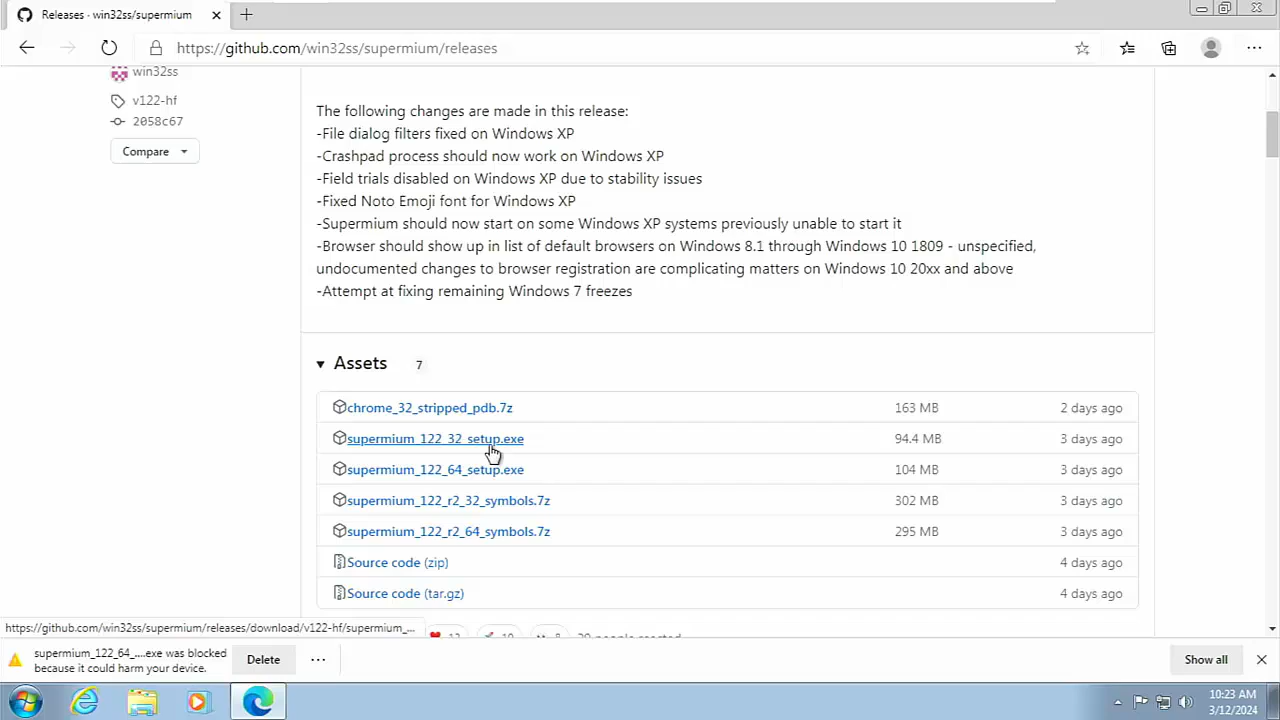 Releases · win32ss/supermium
https://github.com/win32ss/supermium/releases
win32ss
v122-hf
2058c67
Compare
The following changes are made in this release:
-File dialog filters fixed on Windows XP
-Crashpad process should now work on Windows XP
-Field trials disabled on Windows XP due to stability issues
-Fixed Noto Emoji font for Windows XP
-Supermium should now start on some Windows XP systems previously unable to start it
-Browser should show up in list of default browsers on Windows 8.1 through Windows 10 1809 - unspecified,
undocumented changes to browser registration are complicating matters on Windows 10 20xx and above
-Attempt at fixing remaining Windows 7 freezes
Assets 7
chrome_32_stripped_pdb.7z 163 MB 2 days ago
supermium_122_32_setup.exe 94.4 MB 3 days ago
supermium_122_64_setup.exe 104 MB 3 days ago
supermium_122_r2_32_symbols.7z 302 MB 3 days ago
supermium_122_r2_64_symbols.7z 295 MB 3 days ago
Source code (zip) 4 days ago
Source code (tar.gz) 4 days ago
https://github.com/win32ss/supermium/releases/download/v122-hf/supermium_...
people reacted
supermium_122_64_....exe was blocked
because it could harm your device.
Delete
Show all
10:23 AM
3/12/2024